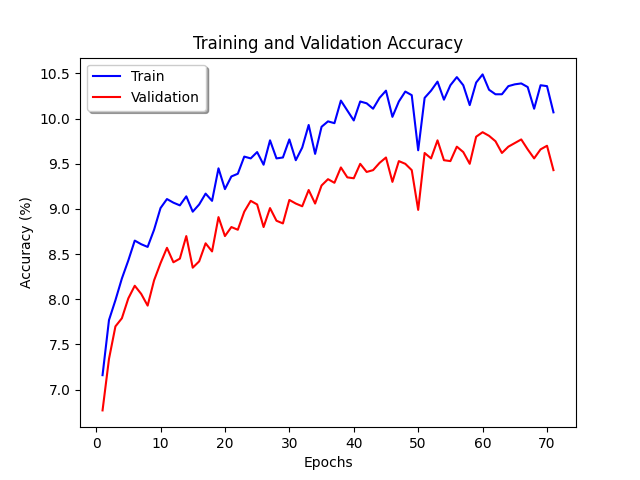 Training and Validation Accuracy
Train
Validation
10.5
10.0
9.5
9.0
8.5
8.0
7.5
7.0
Accuracy (%)
0 10 20 30 40 50 60 70
Epochs